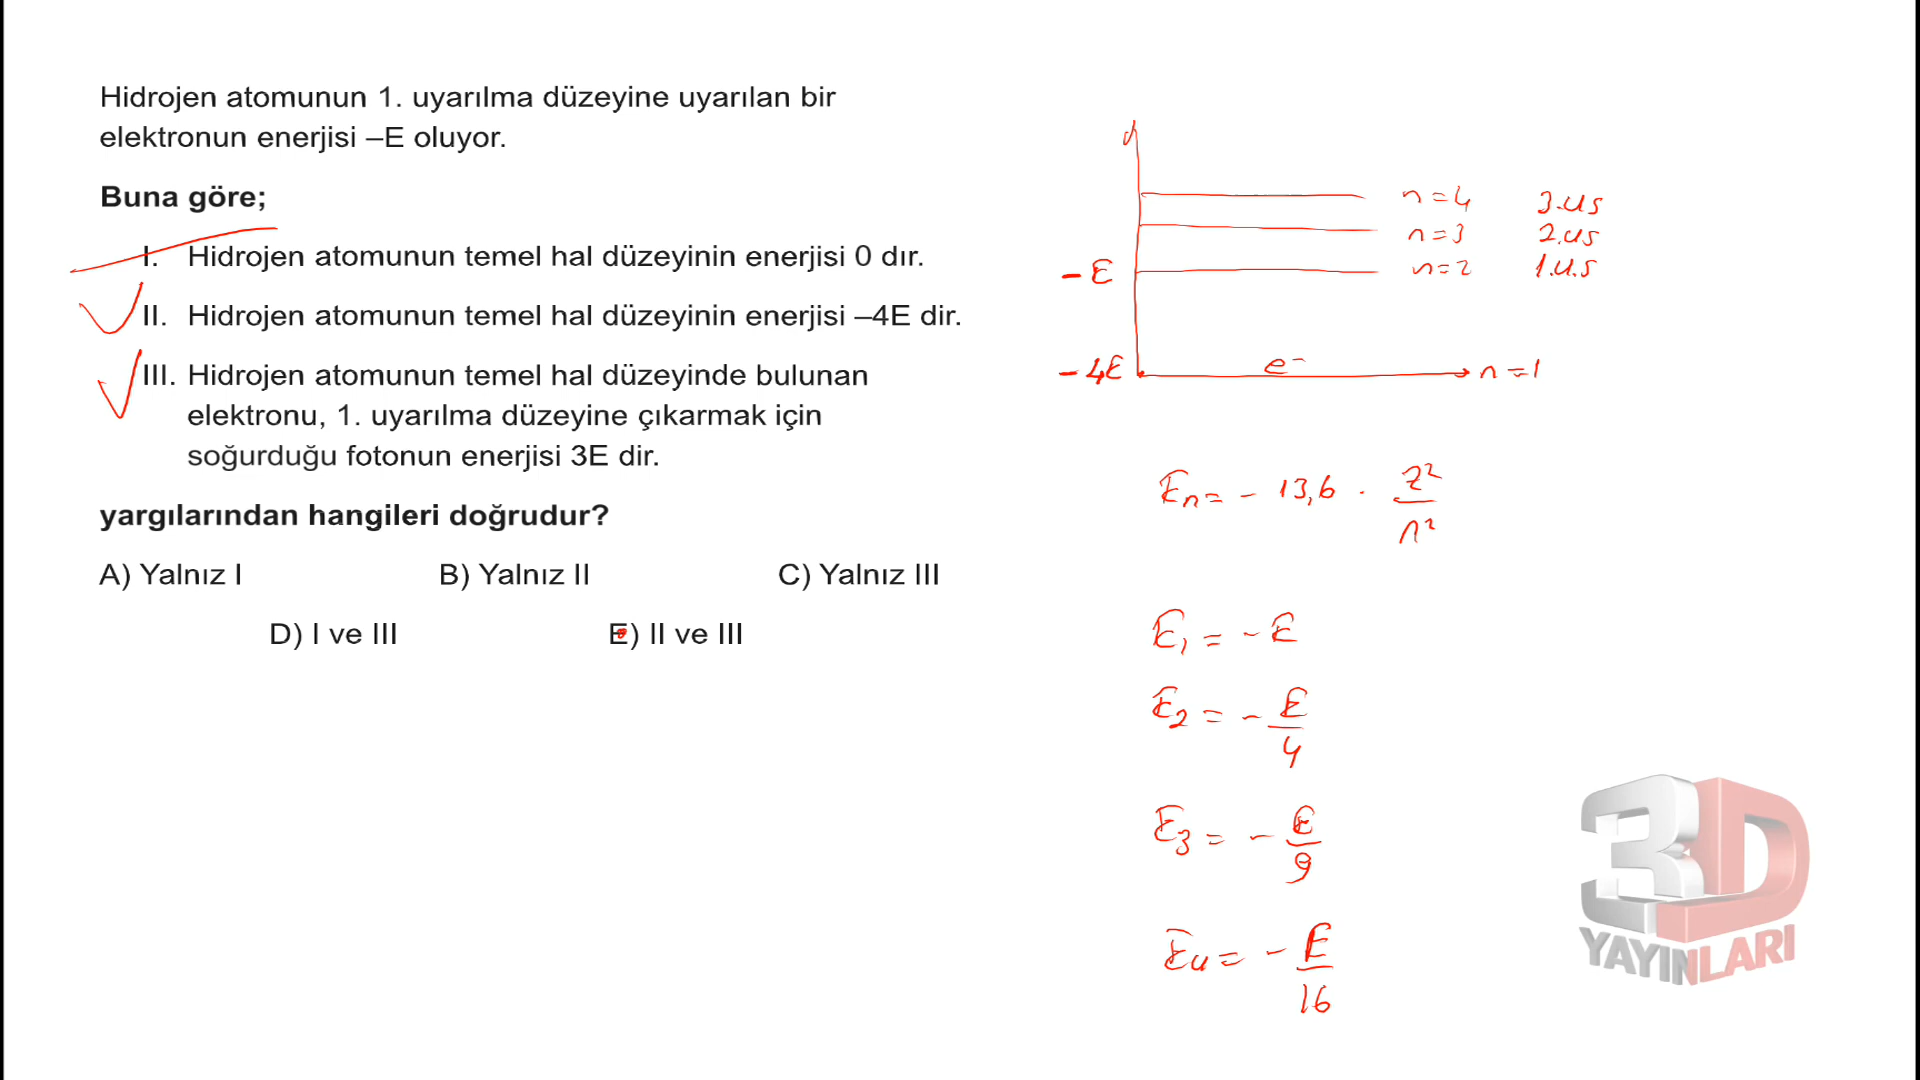 Hidrojen atomunun 1. uyarılma düzeyine uyarılan bir
elektronun enerjisi –E oluyor.
Buna göre;
I. Hidrojen atomunun temel hal düzeyinin enerjisi 0 dır.
II. Hidrojen atomunun temel hal düzeyinin enerjisi –4E dir.
III. Hidrojen atomunun temel hal düzeyinde bulunan
elektronu, 1. uyarılma düzeyine çıkarmak için
soğurduğu fotonun enerjisi 3E dir.
yargılarından hangileri doğrudur?
A) Yalnız I B) Yalnız II C) Yalnız III
D) I ve III E) II ve III
n=4 3.us
n=3 2.us
-E n=2 1.u.s
-4E e⁻ n=1
En = - 13,6 · Z²/n²
E₁ = -E
E₂ = - E/4
E₃ = - E/9
E₄ = - E/16
3D
YAYINLARI